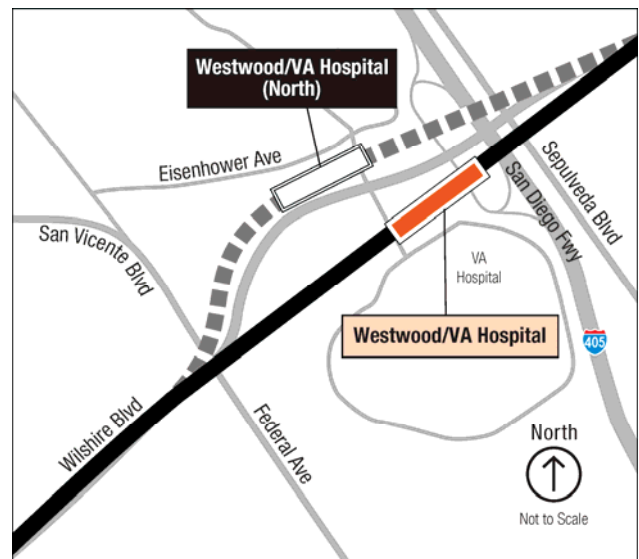 Westwood/VA Hospital
(North)
Eisenhower Ave
San Vicente Blvd
Sepulveda Blvd
San Diego Fwy
VA
Hospital
Westwood/VA Hospital
405
Wilshire Blvd
Federal Ave
North
Not to Scale